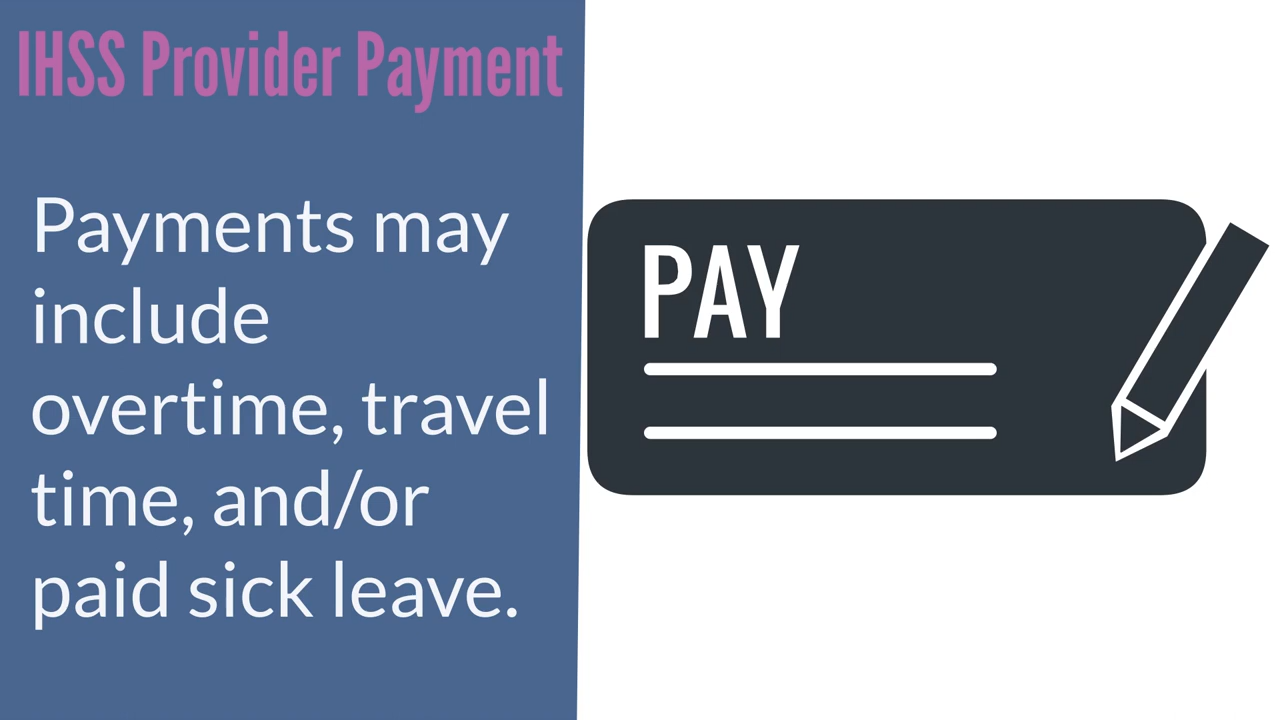 IHSS Provider Payment
Payments may
include
overtime, travel
time, and/or
paid sick leave.
PAY